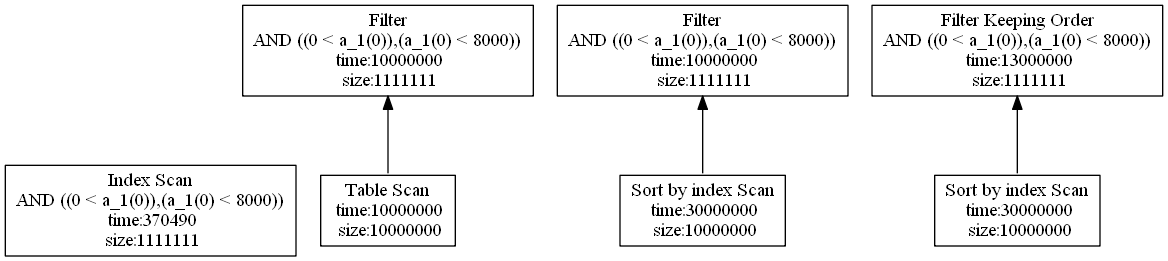 Filter
AND ((0 < a_1(0)),(a_1(0) < 8000))
time:10000000
size:1111111
Filter
AND ((0 < a_1(0)),(a_1(0) < 8000))
time:10000000
size:1111111
Filter Keeping Order
AND ((0 < a_1(0)),(a_1(0) < 8000))
time:13000000
size:1111111
Index Scan
AND ((0 < a_1(0)),(a_1(0) < 8000))
time:370490
size:1111111
Table Scan
time:10000000
size:10000000
Sort by index Scan
time:30000000
size:10000000
Sort by index Scan
time:30000000
size:10000000